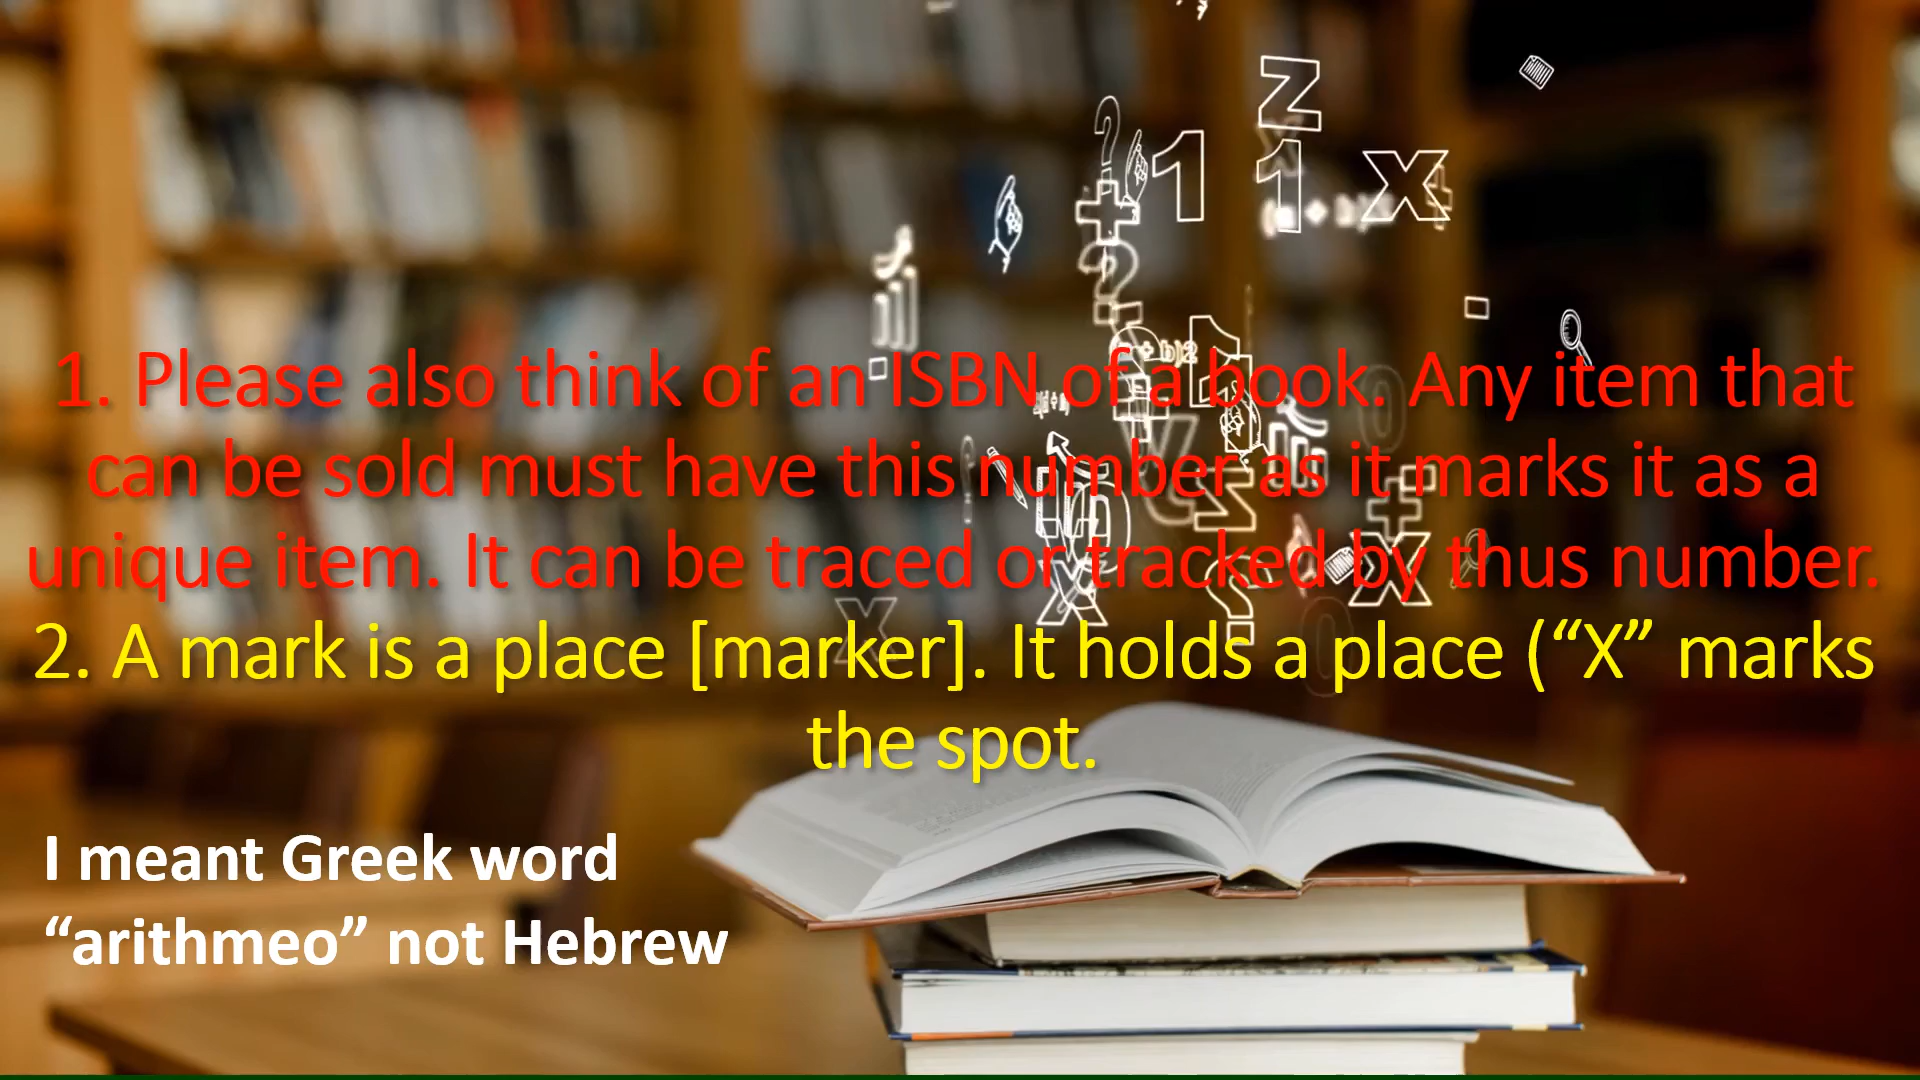 1. Please also think of an ISBN of a book. Any item that
can be sold must have this number as it marks it as a
unique item. It can be traced or tracked by thus number.
2. A mark is a place [marker]. It holds a place (“X” marks
the spot.
I meant Greek word
“arithmeo” not Hebrew